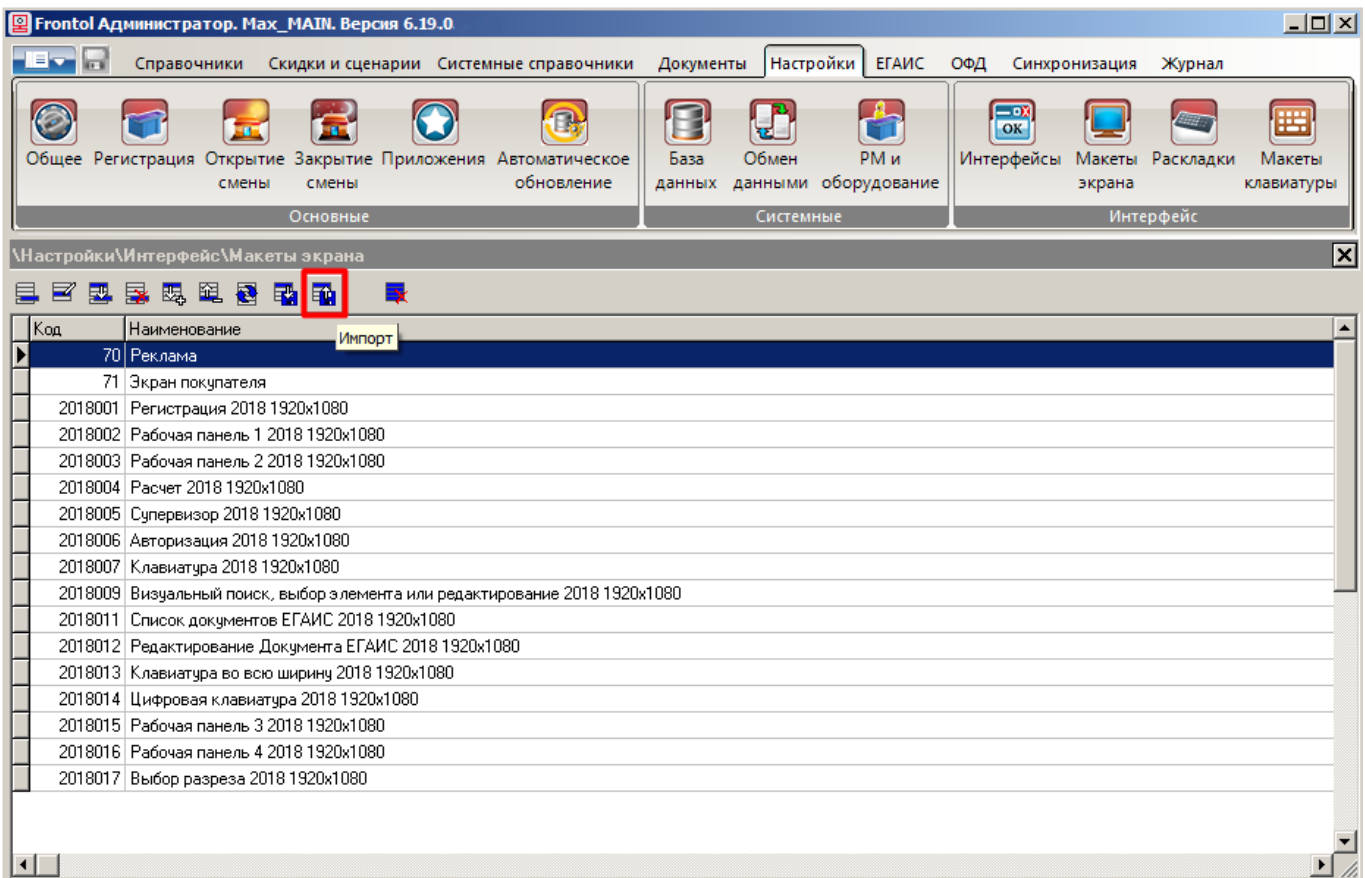 Frontol Администратор. Max_MAIN. Версия 6.19.0.
Справочники Скидки и сценарии Системные справочники Документы Настройки ЕГАИС ОФД Синхронизация Журнал
OK
Общее Регистрация Открытие смены Закрытие смены Приложения Автоматическое обновление База данных Обмен данными РМ и оборудование Интерфейсы Макеты экрана Раскладки Макеты клавиатуры
Основные Системные Интерфейс
\Настройки\Интерфейс\Макеты экрана
Код Наименование
Импорт
70 Реклама
71 Экран покупателя
2018001 Регистрация 2018 1920x1080
2018002 Рабочая панель 1 2018 1920x1080
2018003 Рабочая панель 2 2018 1920x1080
2018004 Расчет 2018 1920x1080
2018005 Супервизор 2018 1920x1080
2018006 Авторизация 2018 1920x1080
2018007 Клавиатура 2018 1920x1080
2018009 Визуальный поиск, выбор элемента или редактирование 2018 1920x1080
2018011 Список документов ЕГАИС 2018 1920x1080
2018012 Редактирование Документа ЕГАИС 2018 1920x1080
2018013 Клавиатура во всю ширину 2018 1920x1080
2018014 Цифровая клавиатура 2018 1920x1080
2018015 Рабочая панель 3 2018 1920x1080
2018016 Рабочая панель 4 2018 1920x1080
2018017 Выбор разреза 2018 1920x1080